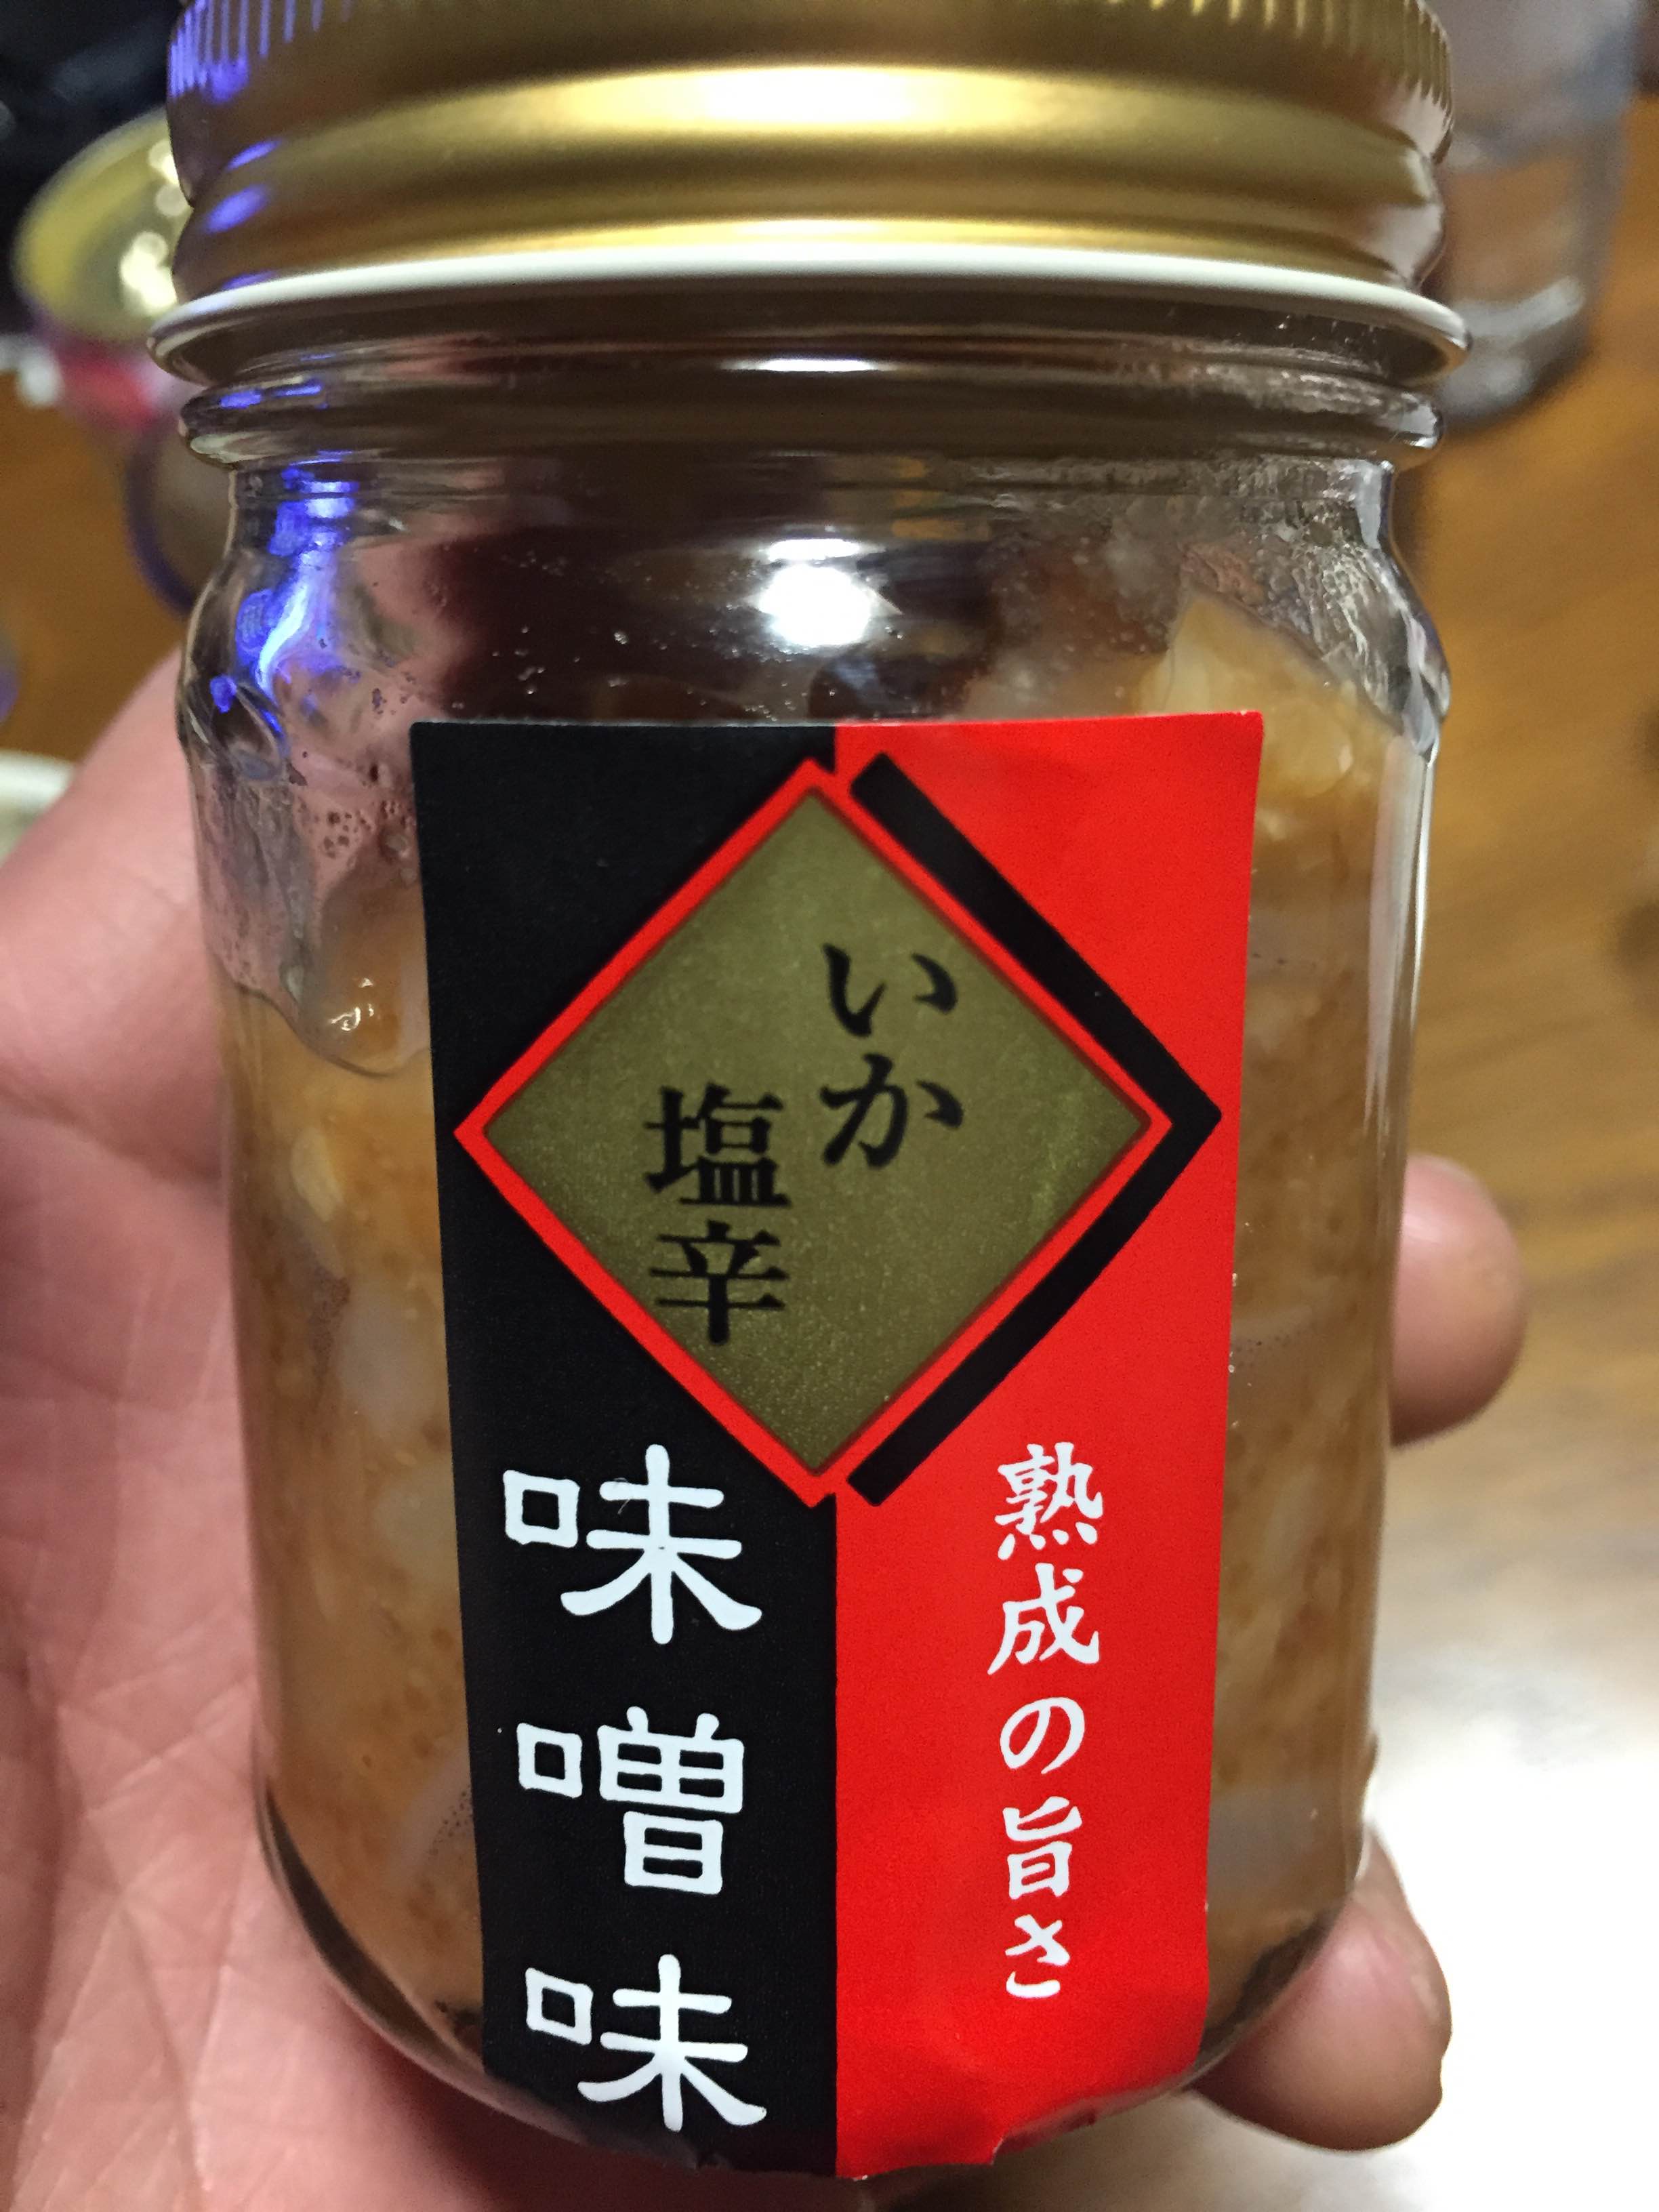 いか
塩辛
熟成の旨さ
味噌味